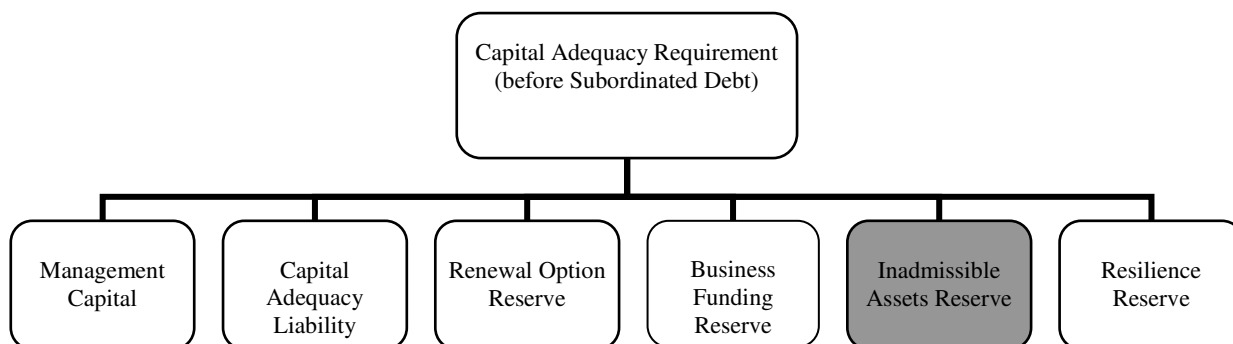 Capital Adequacy Requirement
(before Subordinated Debt)
Management
Capital
Capital
Adequacy
Liability
Renewal Option
Reserve
Business
Funding
Reserve
Inadmissible
Assets Reserve
Resilience
Reserve